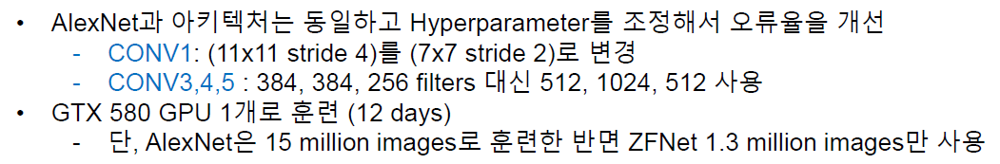 • AlexNet과 아키텍처는 동일하고 Hyperparameter를 조정해서 오류율을 개선
- CONV1: (11x11 stride 4)를 (7x7 stride 2)로 변경
- CONV3,4,5 : 384, 384, 256 filters 대신 512, 1024, 512 사용
• GTX 580 GPU 1개로 훈련 (12 days)
- 단, AlexNet은 15 million images로 훈련한 반면 ZFNet 1.3 million images만 사용